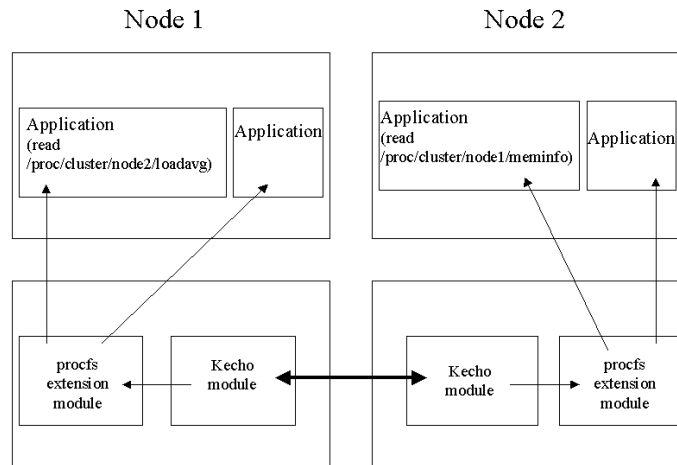 Node 1
Node 2
Application
(read
/proc/cluster/node2/loadavg)
Application
Application
(read
/proc/cluster/node1/meminfo)
Application
procfs
extension
module
Kecho
module
Kecho
module
procfs
extension
module